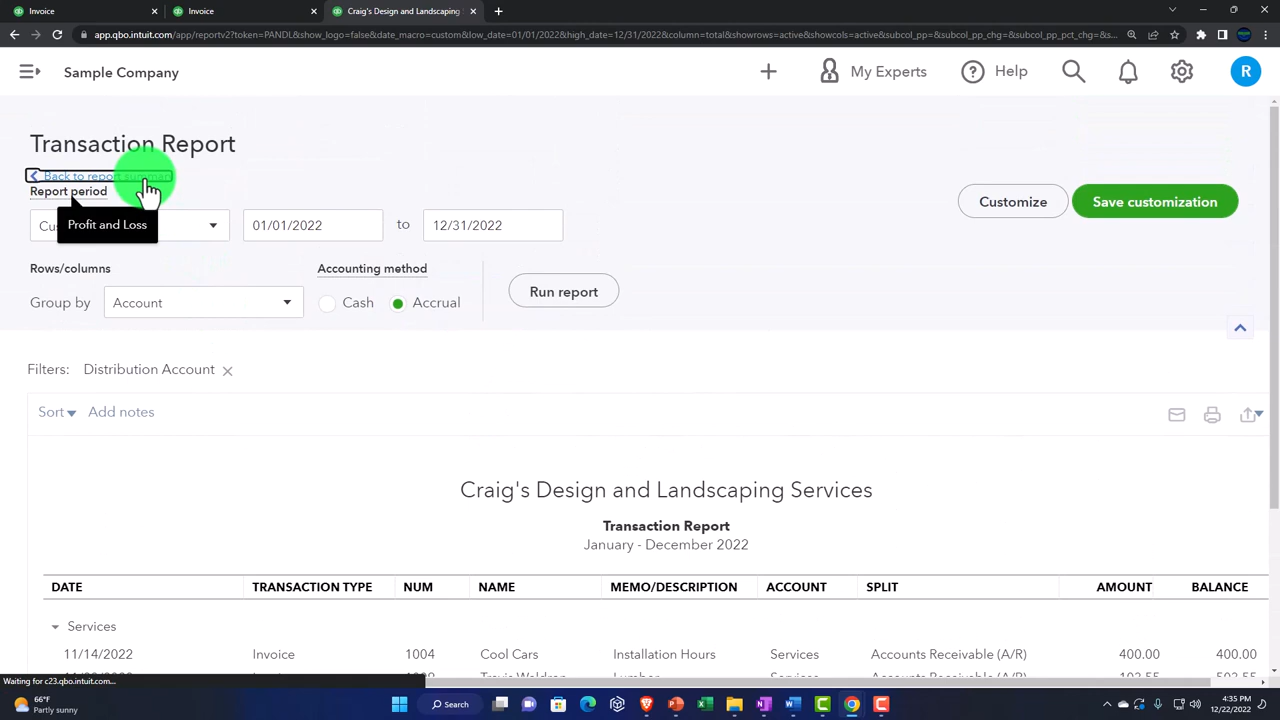 Invoice
Invoice
Craig's Design and Landscaping
app.qbo.intuit.com/app/reportv2?token=PANDL&show_logo=false&date_macro=custom&low_date=01/01/2022&high_date=12/31/2022&column=total&showrows=active&showcols=active&subcol_pp=&subcol_pp_chg=&subcol_pp_pct_chg=&s...
Sample Company
My Experts
Help
R
Transaction Report
Back to report summary
Report period
Profit and Loss
01/01/2022 to 12/31/2022
Customize
Save customization
Rows/columns
Accounting method
Group by Account
Cash Accrual
Run report
Filters: Distribution Account
Sort Add notes
Craig's Design and Landscaping Services
Transaction Report
January - December 2022
DATE TRANSACTION TYPE NUM NAME MEMO/DESCRIPTION ACCOUNT SPLIT AMOUNT BALANCE
Services
11/14/2022 Invoice 1004 Cool Cars Installation Hours Services Accounts Receivable (A/R) 400.00 400.00
Waiting for c23.qbo.intuit.com...
66°F
Partly sunny
Search
4:35 PM
12/22/2022